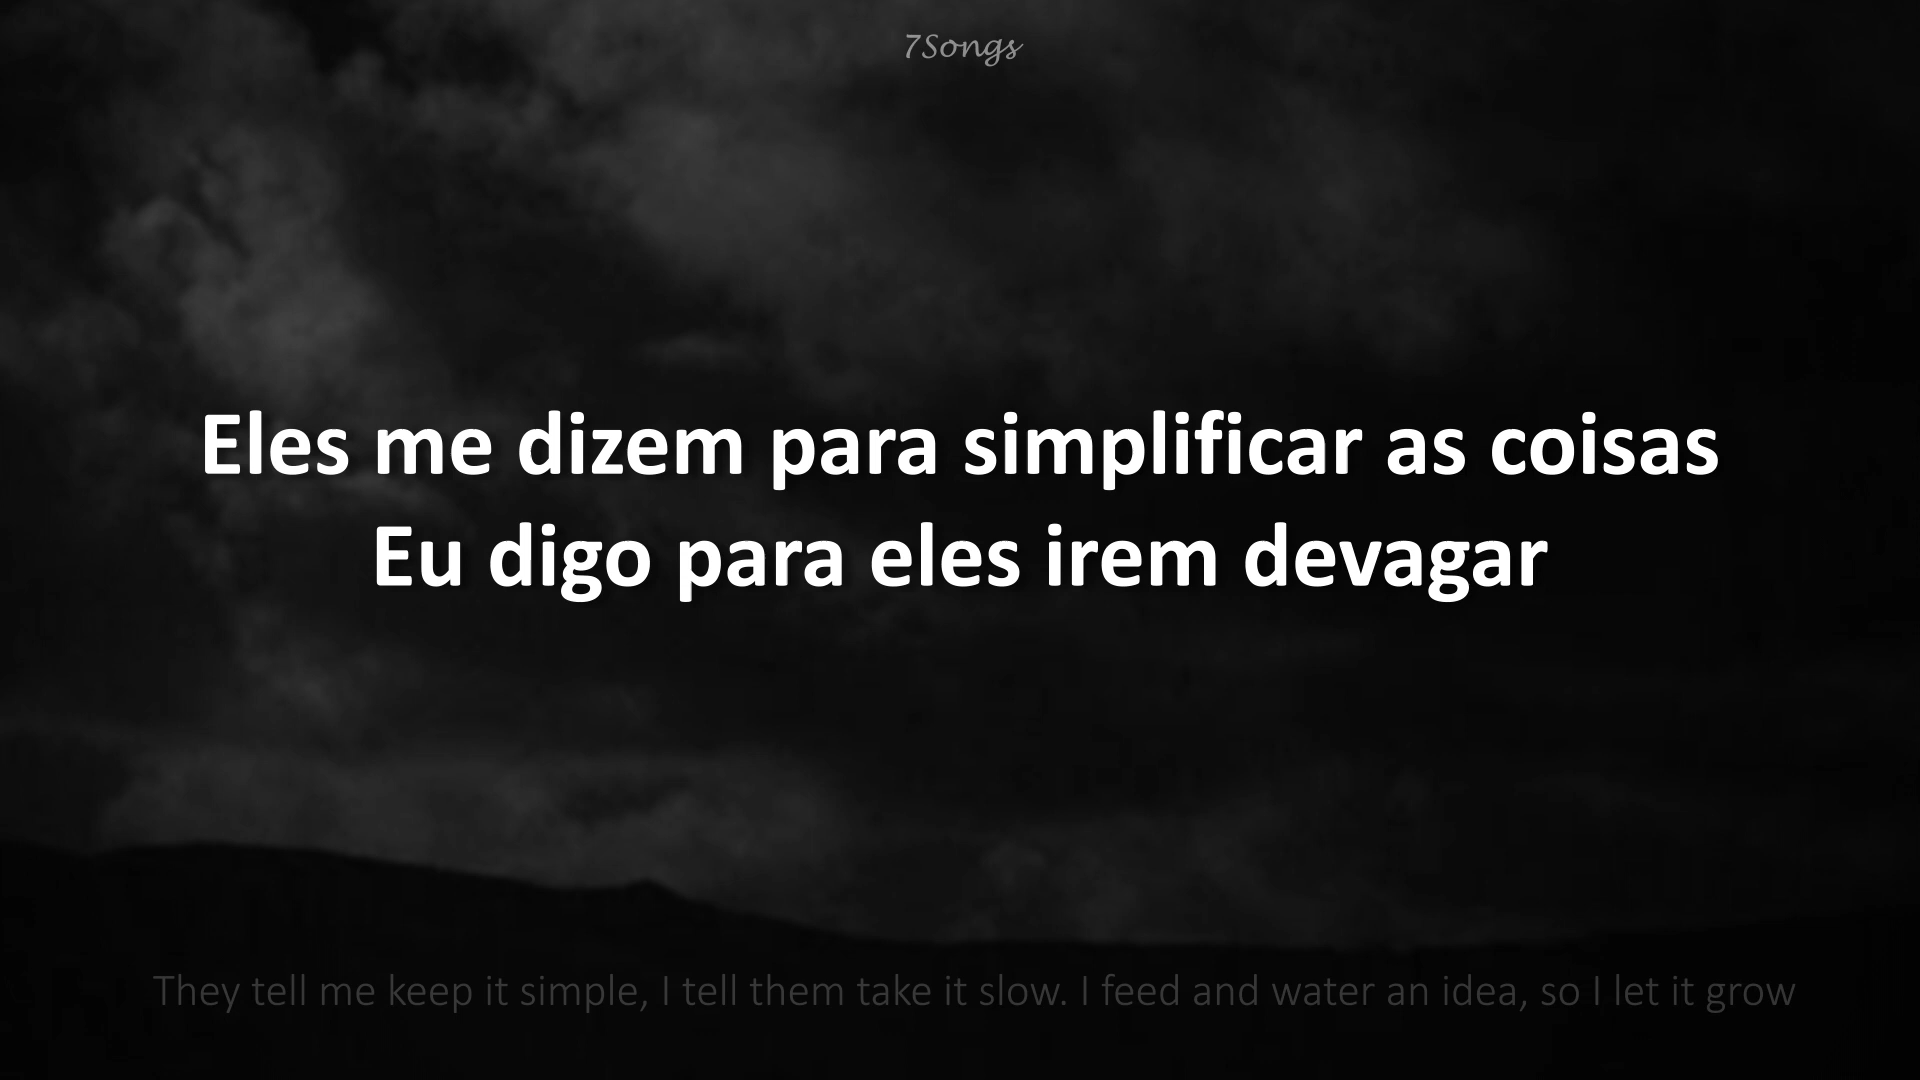 7Songs
Eles me dizem para simplificar as coisas
Eu digo para eles irem devagar
They tell me keep it simple, I tell them take it slow. I feed and water an idea, so I let it grow